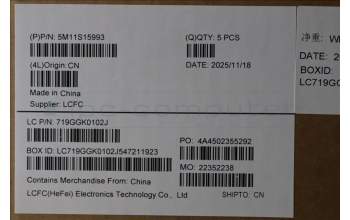 (P)P/N: 5M11S15993
(Q)QTY: 5 PCS
(4L)Origin: CN
DATE: 2025/11/18
Made in China
Supplier: LCFC
净重:
DATE: 2
BOXID:
LC719GG
LC P/N: 719GGK0102J
PO: 4A4502355292
BOX ID: LC719GGK0102J547211923
MO: 22352238
Contains Merchandise From: China
LCFC(HeFei) Electronics Technology Co., Ltd
SHIPTO: CN